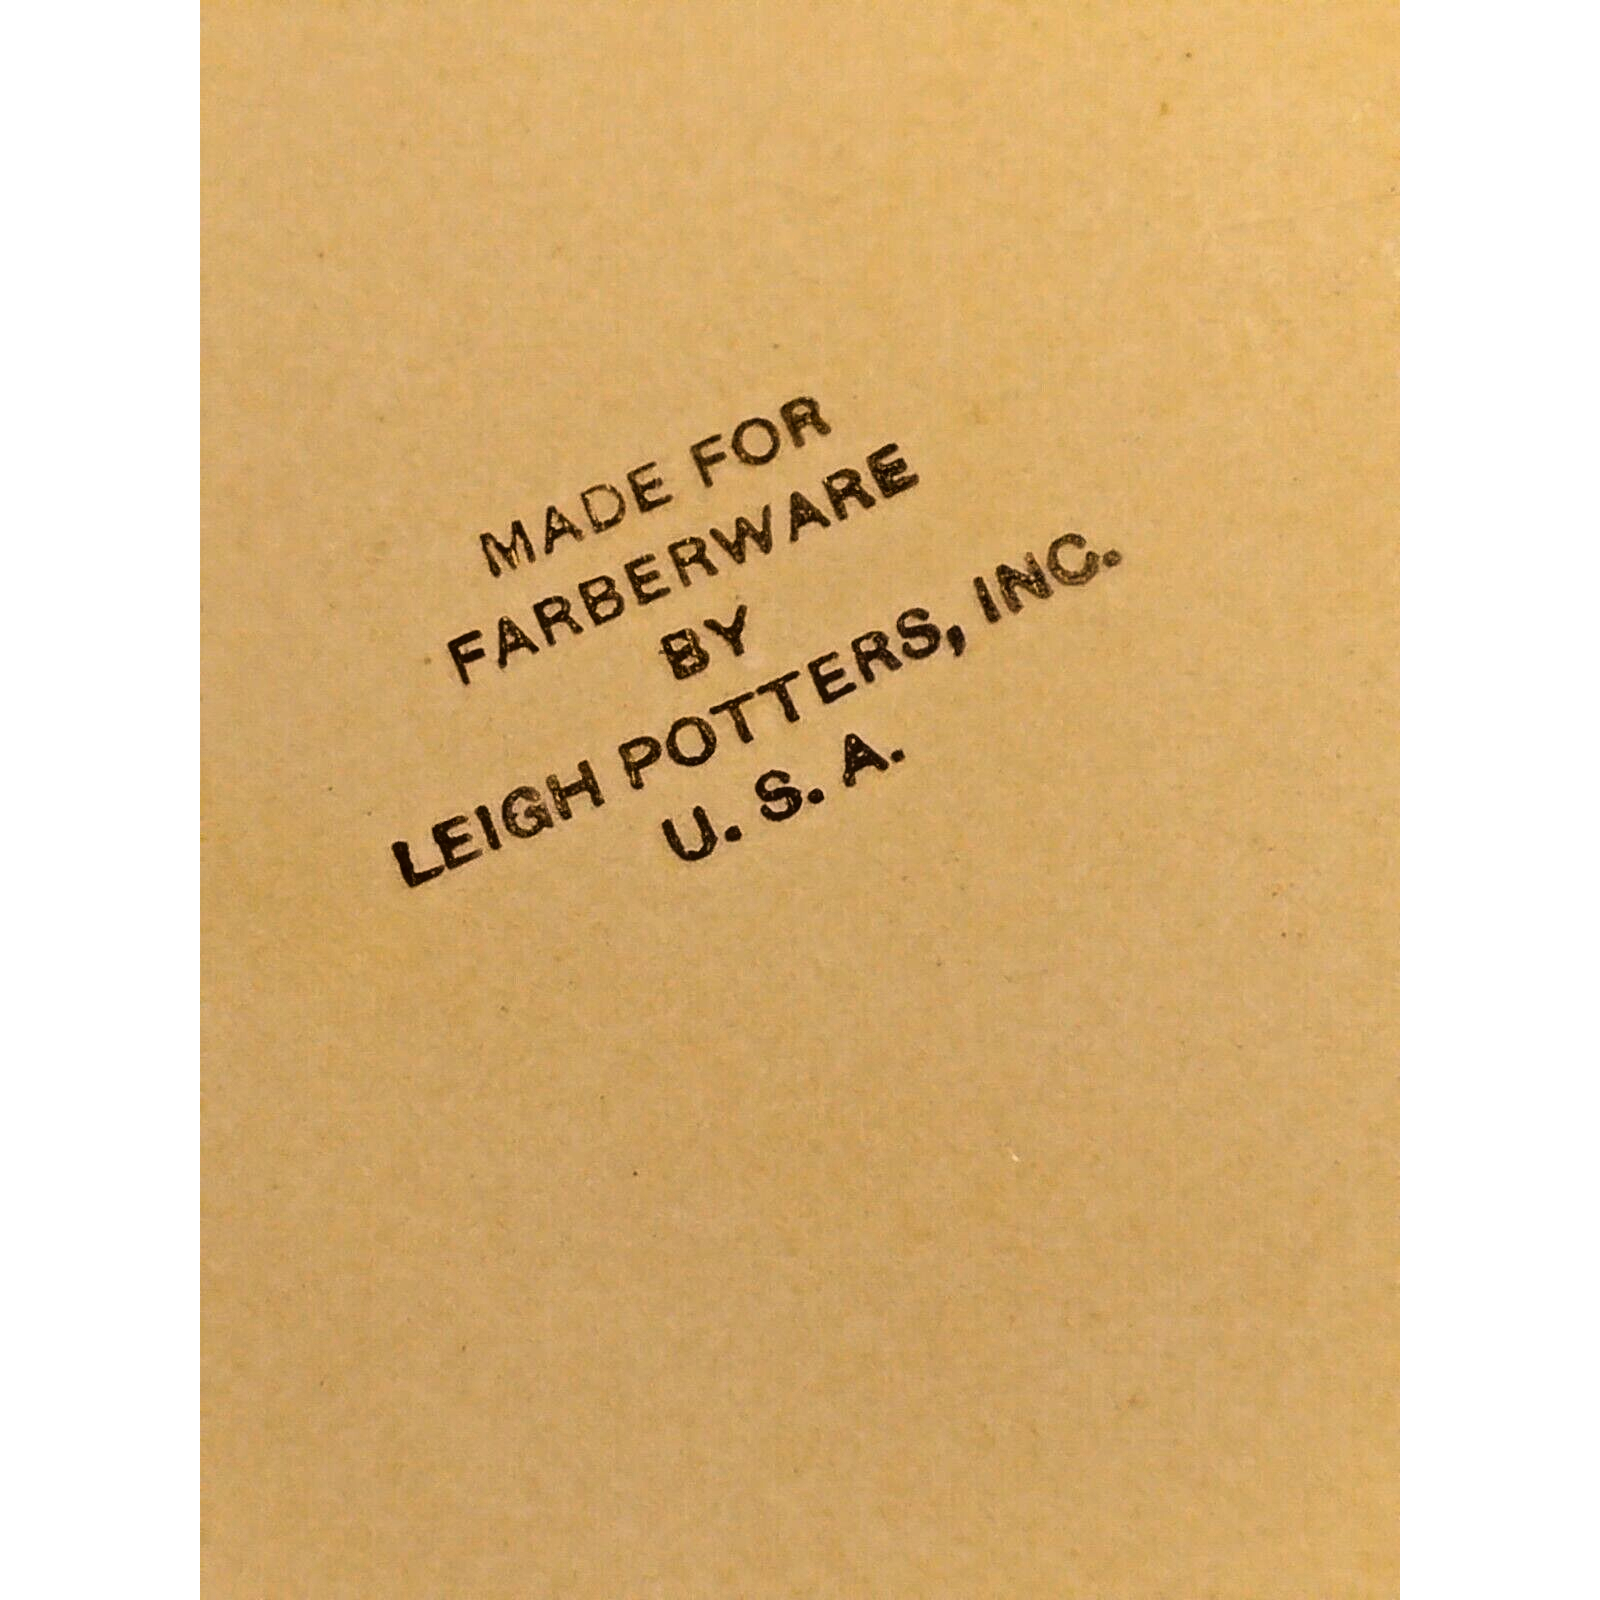 MADE FOR
FARBERWARE
BY
LEIGH POTTERS, INC.
U. S. A.